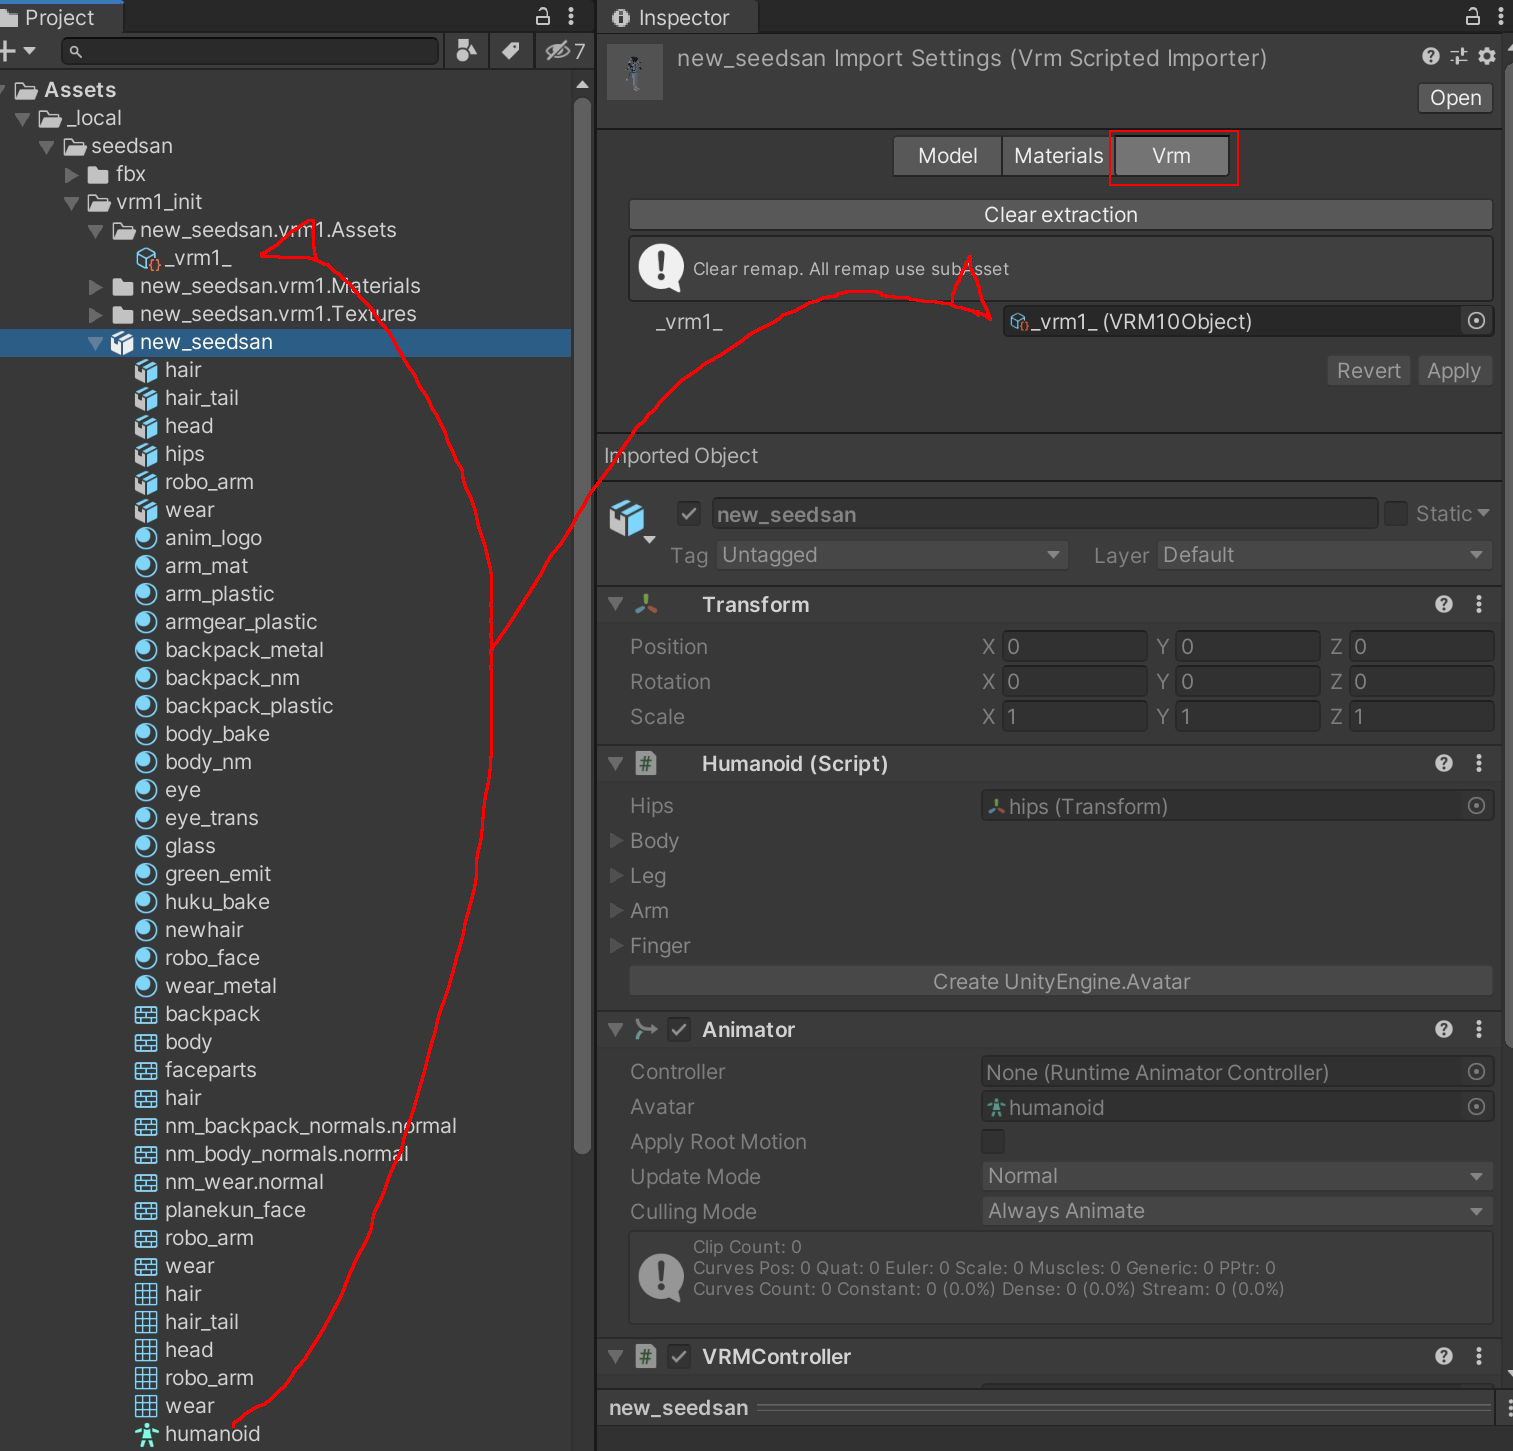 Project
7
Assets
_local
seedsan
fbx
vrm1_init
new_seedsan.vrm1.Assets
_vrm1_
new_seedsan.vrm1.Materials
new_seedsan.vrm1.Textures
new_seedsan
hair
hair_tail
head
hips
robo_arm
wear
anim_logo
arm_mat
arm_plastic
armgear_plastic
backpack_metal
backpack_nm
backpack_plastic
body_bake
body_nm
eye
eye_trans
glass
green_emit
huku_bake
newhair
robo_face
wear_metal
backpack
body
faceparts
hair
nm_backpack_normals.normal
nm_body_normals.normal
nm_wear.normal
planekun_face
robo_arm
wear
hair
hair_tail
head
robo_arm
wear
humanoid
Inspector
new_seedsan Import Settings (Vrm Scripted Importer)
Open
Model Materials Vrm
Clear extraction
Clear remap. All remap use subAsset
_vrm1_ _vrm1_ (VRM10Object)
Revert Apply
Imported Object
new_seedsan Static
Tag Untagged Layer Default
Transform
Position X 0 Y 0 Z 0
Rotation X 0 Y 0 Z 0
Scale X 1 Y 1 Z 1
# Humanoid (Script)
Hips hips (Transform)
Body
Leg
Arm
Finger
Create UnityEngine.Avatar
Animator
Controller None (Runtime Animator Controller)
Avatar humanoid
Apply Root Motion
Update Mode Normal
Culling Mode Always Animate
Clip Count: 0
Curves Pos: 0 Quat: 0 Euler: 0 Scale: 0 Muscles: 0 Generic: 0 PPtr: 0
Curves Count: 0 Constant: 0 (0.0%) Dense: 0 (0.0%) Stream: 0 (0.0%)
# VRMController
new_seedsan